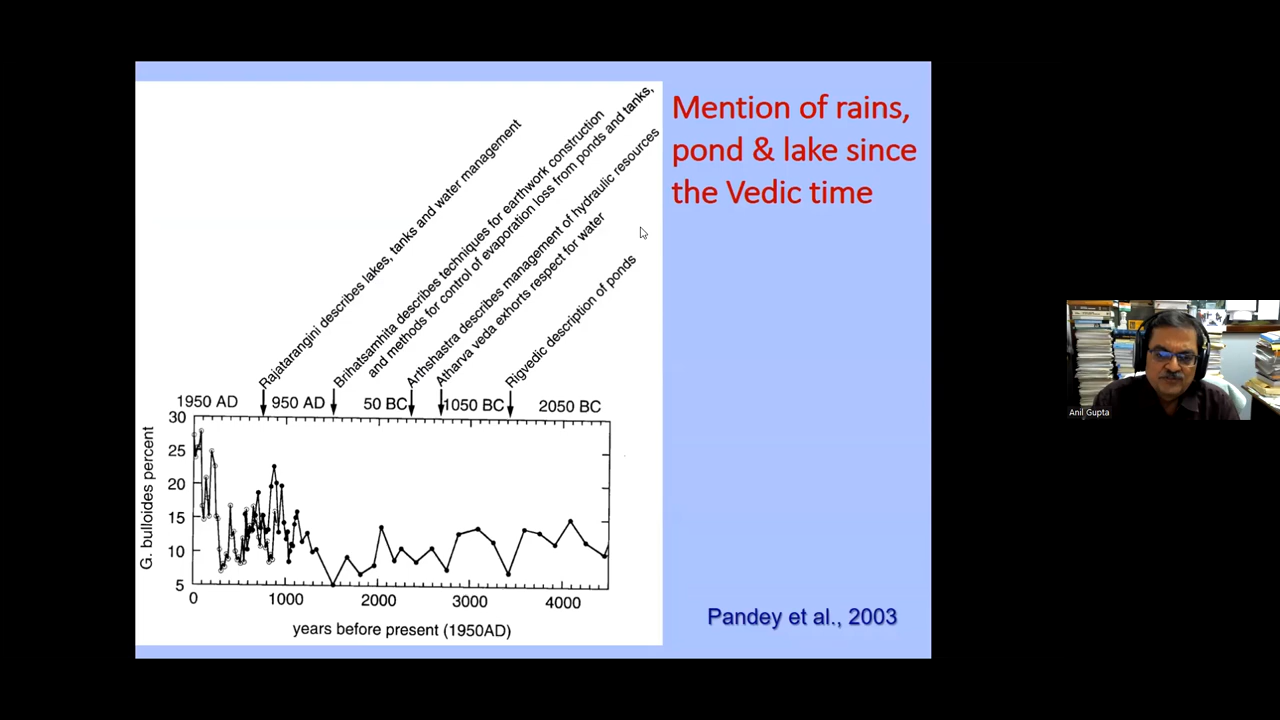 Mention of rains,
pond & lake since
the Vedic time
Rajatarangini describes lakes, tanks and water management
Brihatsamhita describes techniques for earthwork construction
and methods for control of evaporation loss from ponds and tanks,
Arthshastra describes management of hydraulic resources
Atharva veda exhorts respect for water
Rigvedic description of ponds
1950 AD 950 AD 50 BC 1050 BC 2050 BC
G. bulloides percent
30
25
20
15
10
5
0 1000 2000 3000 4000
years before present (1950AD)
Pandey et al., 2003
Anil Gupta